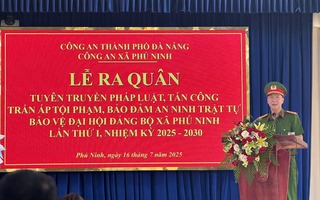 CÔNG AN THÀNH PHỐ ĐÀ NẴNG
CÔNG AN XÃ PHÚ NINH
LỄ RA QUÂN
TUYÊN TRUYỀN PHÁP LUẬT, TẤN CÔNG
TRẤN ÁP TỘI PHẠM, BẢO ĐẢM AN NINH TRẬT TỰ
BẢO VỆ ĐẠI HỘI ĐẢNG BỘ XÃ PHÚ NINH
LẦN THỨ I, NHIỆM KỲ 2025 - 2030
Phú Ninh, ngày 16 tháng 7 năm 2025